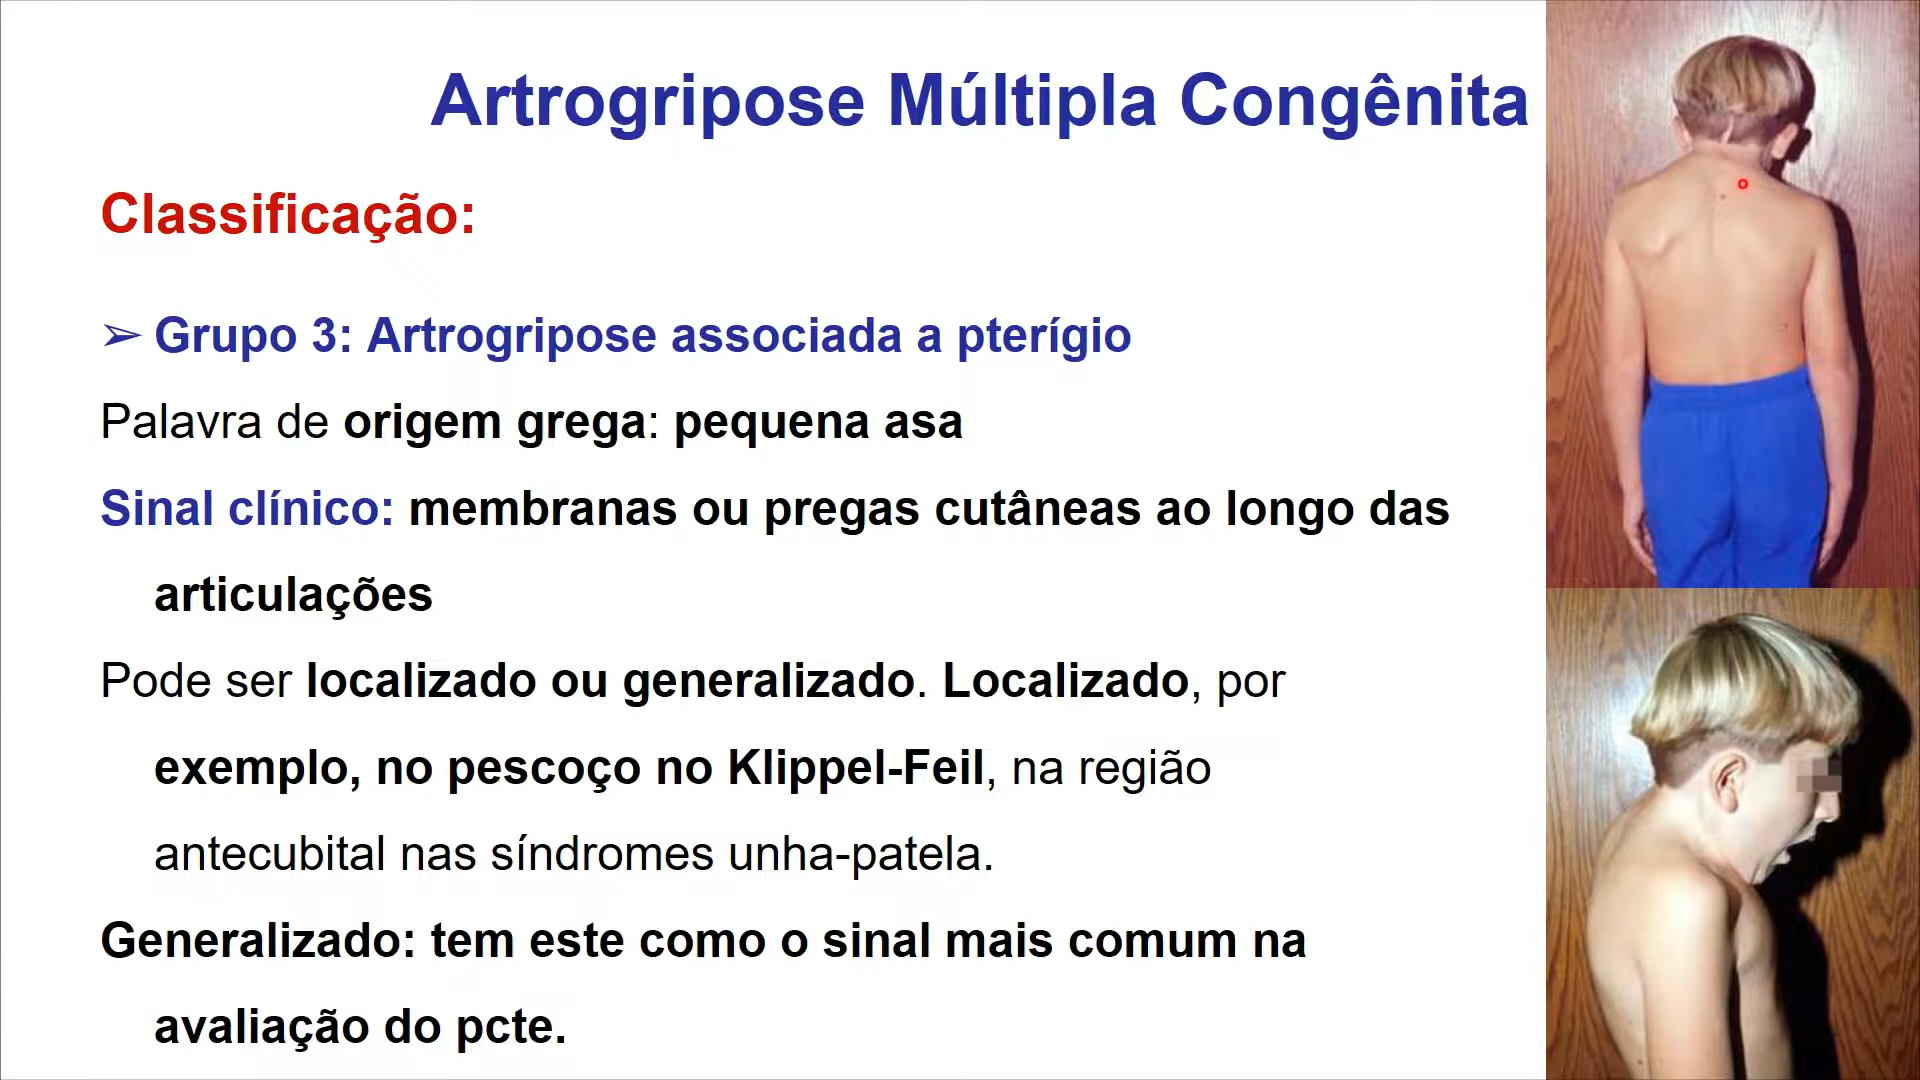 Artrogripose Múltipla Congênita
Classificação:
➢ Grupo 3: Artrogripose associada a pterígio
Palavra de origem grega: pequena asa
Sinal clínico: membranas ou pregas cutâneas ao longo das
articulações
Pode ser localizado ou generalizado. Localizado, por
exemplo, no pescoço no Klippel-Feil, na região
antecubital nas síndromes unha-patela.
Generalizado: tem este como o sinal mais comum na
avaliação do pcte.